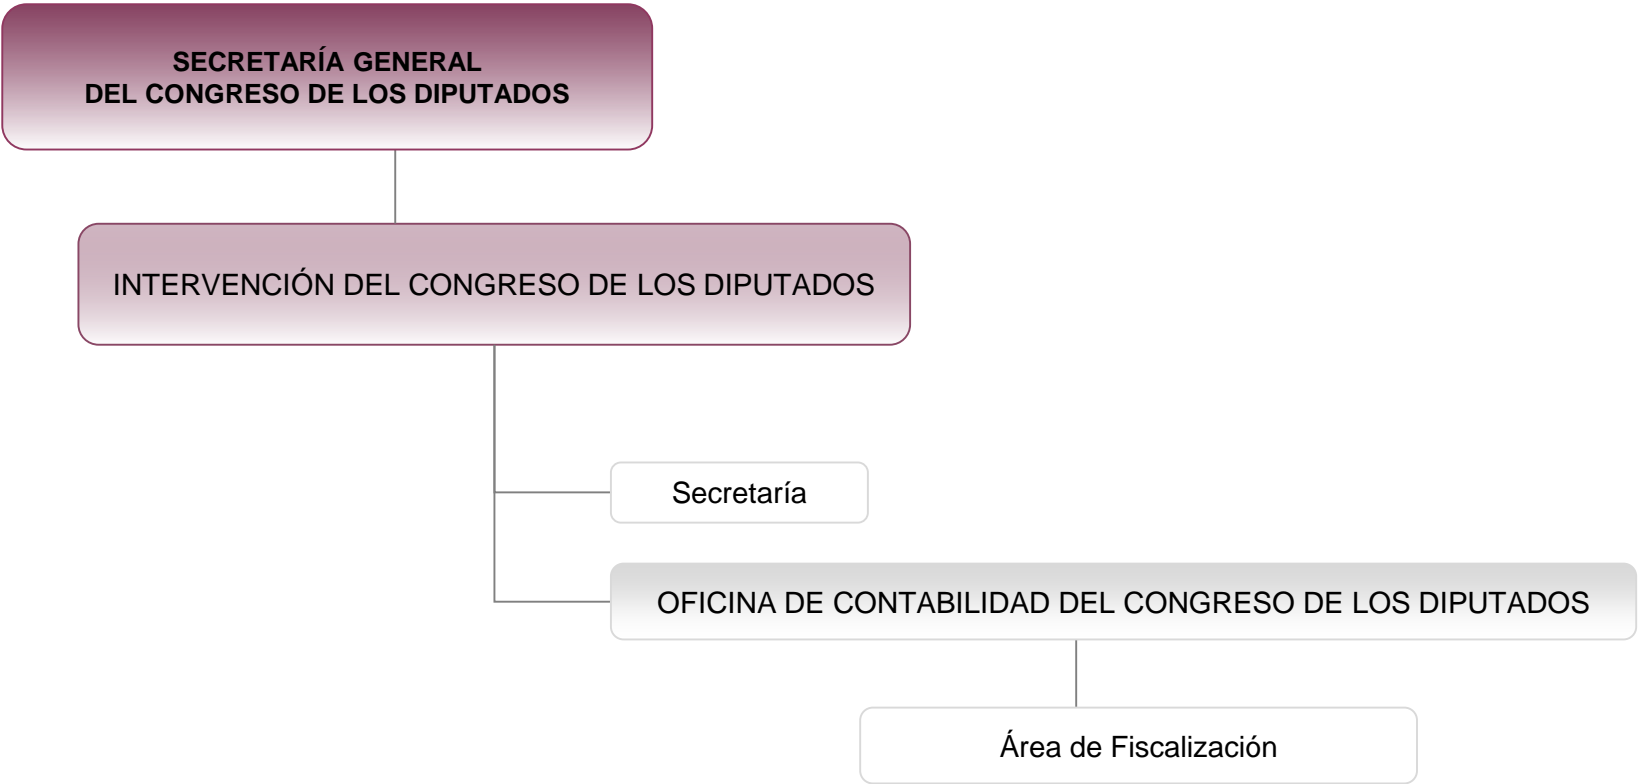 SECRETARÍA GENERAL
DEL CONGRESO DE LOS DIPUTADOS
INTERVENCIÓN DEL CONGRESO DE LOS DIPUTADOS
Secretaría
OFICINA DE CONTABILIDAD DEL CONGRESO DE LOS DIPUTADOS
Área de Fiscalización